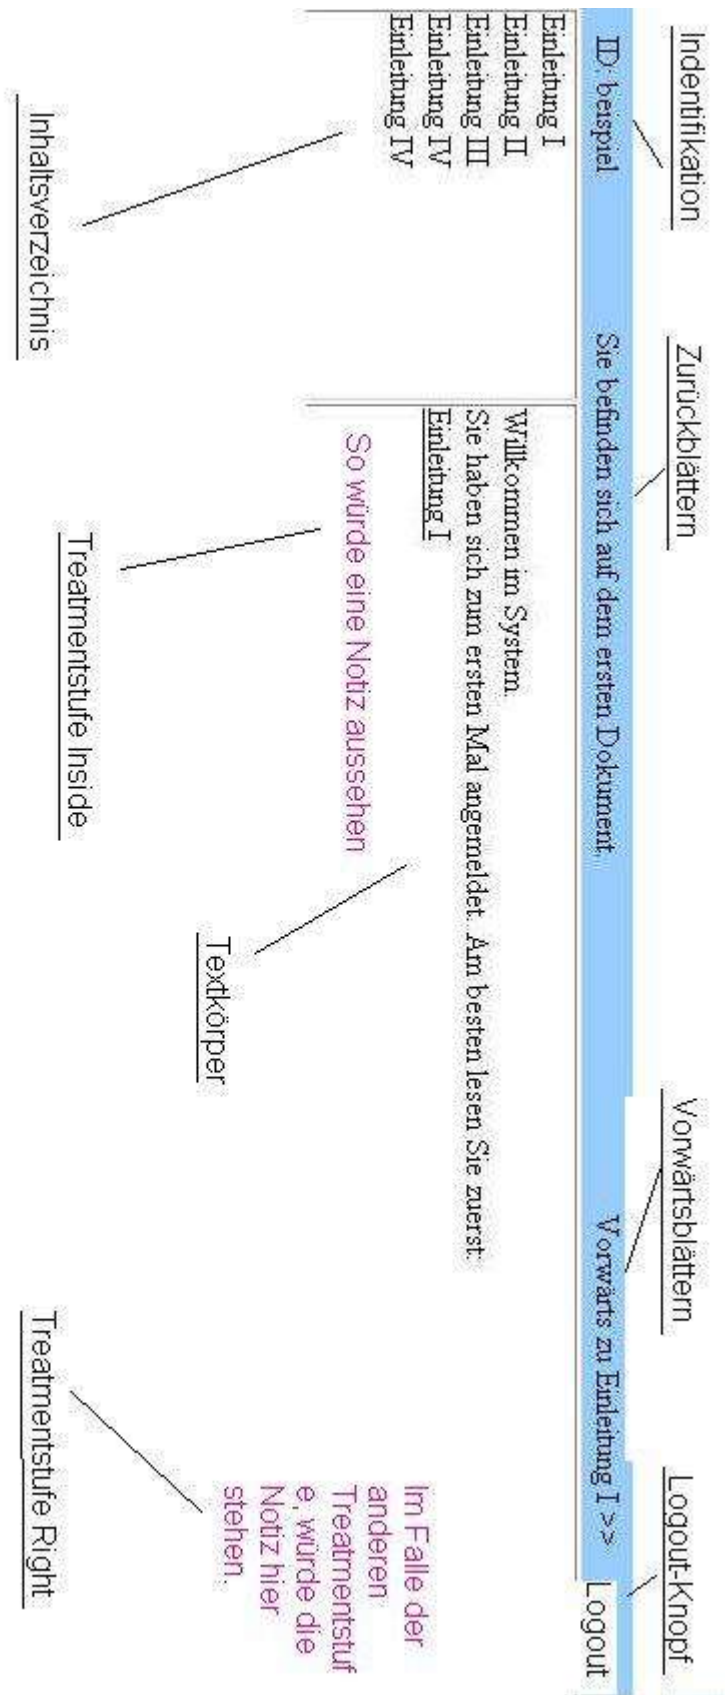 Indentifikation
Zurückblättern
Vorwärtsblättern
Logout-Knopf
ID: beispiel
Sie befinden sich auf dem ersten Dokument.
Vorwärts zu Einleitung I >>
Logout
Einleitung I
Einleitung II
Einleitung III
Einleitung IV
Einleitung IV
Willkommen im System.
Sie haben sich zum ersten Mal angemeldet. Am besten lesen Sie zuerst:
Einleitung I
So würde eine Notiz aussehen
Im Falle der
anderen
Treatmentstuf
e, würde die
Notiz hier
stehen.
Inhaltsverzeichnis
Treatmentstufe Inside
Textkörper
Treatmentstufe Right